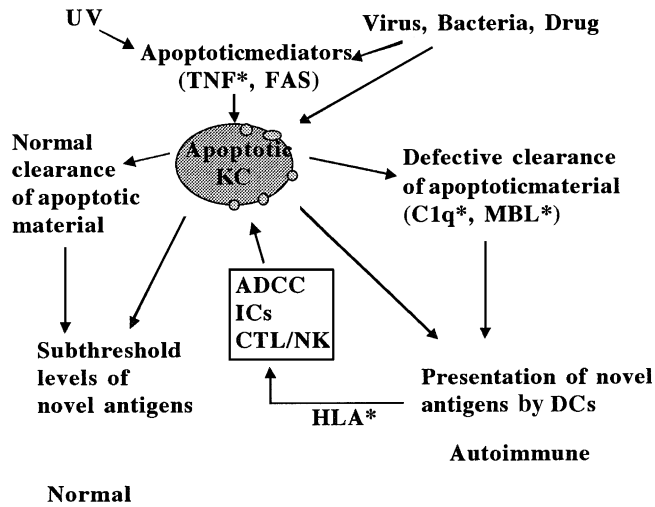 UV
Virus, Bacteria, Drug
Apoptoticmediators
(TNF*, FAS)
Apoptotic
KC
Normal
clearance
of apoptotic
material
Defective clearance
of apoptoticmaterial
(C1q*, MBL*)
ADCC
ICs
CTL/NK
Subthreshold
levels of
novel antigens
Presentation of novel
antigens by DCs
HLA*
Autoimmune
Normal